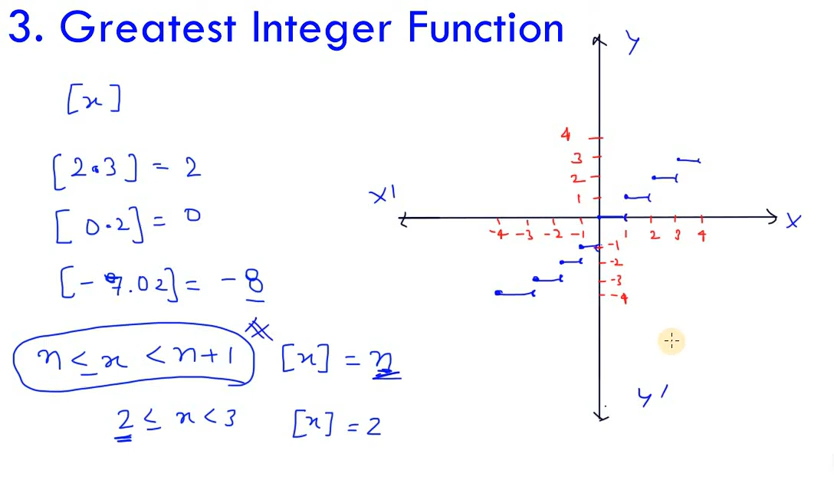 3. Greatest Integer Function
[x]
[2.3] = 2
[0.2] = 0
[-7.02] = -8
n ≤ x < n+1 [x] = n
2 ≤ x < 3 [x] = 2
Y
4
3
2
1
X' X
-4 -3 -2 -1 1 2 3 4
-1
-2
-3
-4
Y'